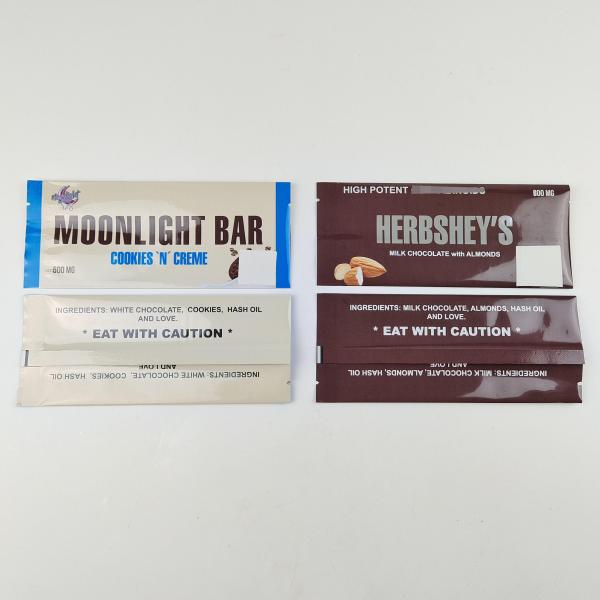 MOONLIGHT BAR
COOKIES 'N' CREME
600 MG
INGREDIENTS: WHITE CHOCOLATE, COOKIES, HASH OIL
AND LOVE.
* EAT WITH CAUTION *
AND LOVE
INGREDIENTS: WHITE CHOCOLATE, COOKIES, HASH OIL
HIGH POTENT
600 MG
HERBSHEY'S
MILK CHOCOLATE with ALMONDS
INGREDIENTS: MILK CHOCOLATE, ALMONDS, HASH OIL
AND LOVE.
* EAT WITH CAUTION *
AND LOVE
INGREDIENTS: MILK CHOCOLATE, ALMONDS, HASH OIL